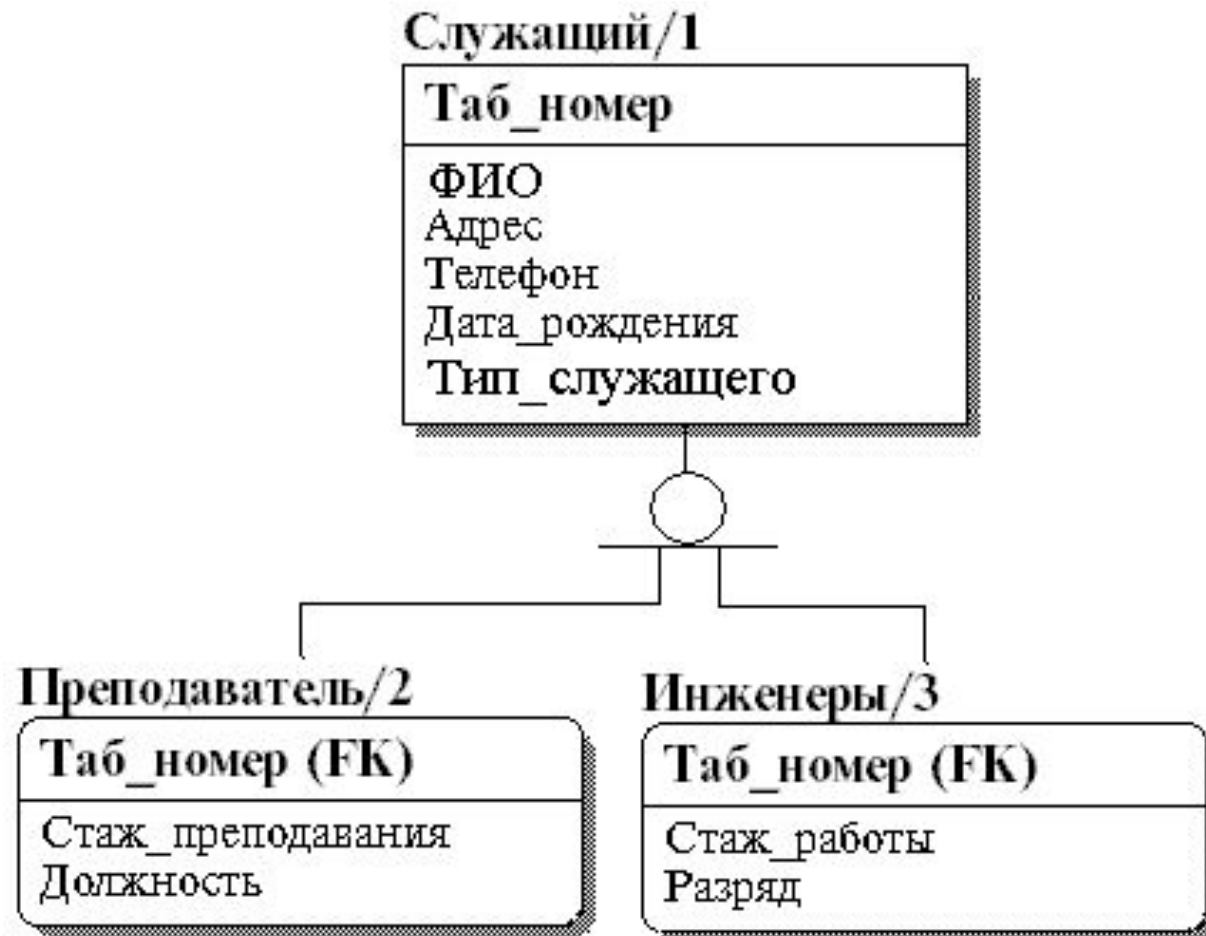 Служащий/1
Таб_номер
ФИО
Адрес
Телефон
Дата_рождения
Тип_служащего
Преподаватель/2
Таб_номер (FK)
Стаж_преподавания
Должность
Инженеры/3
Таб_номер (FK)
Стаж_работы
Разряд